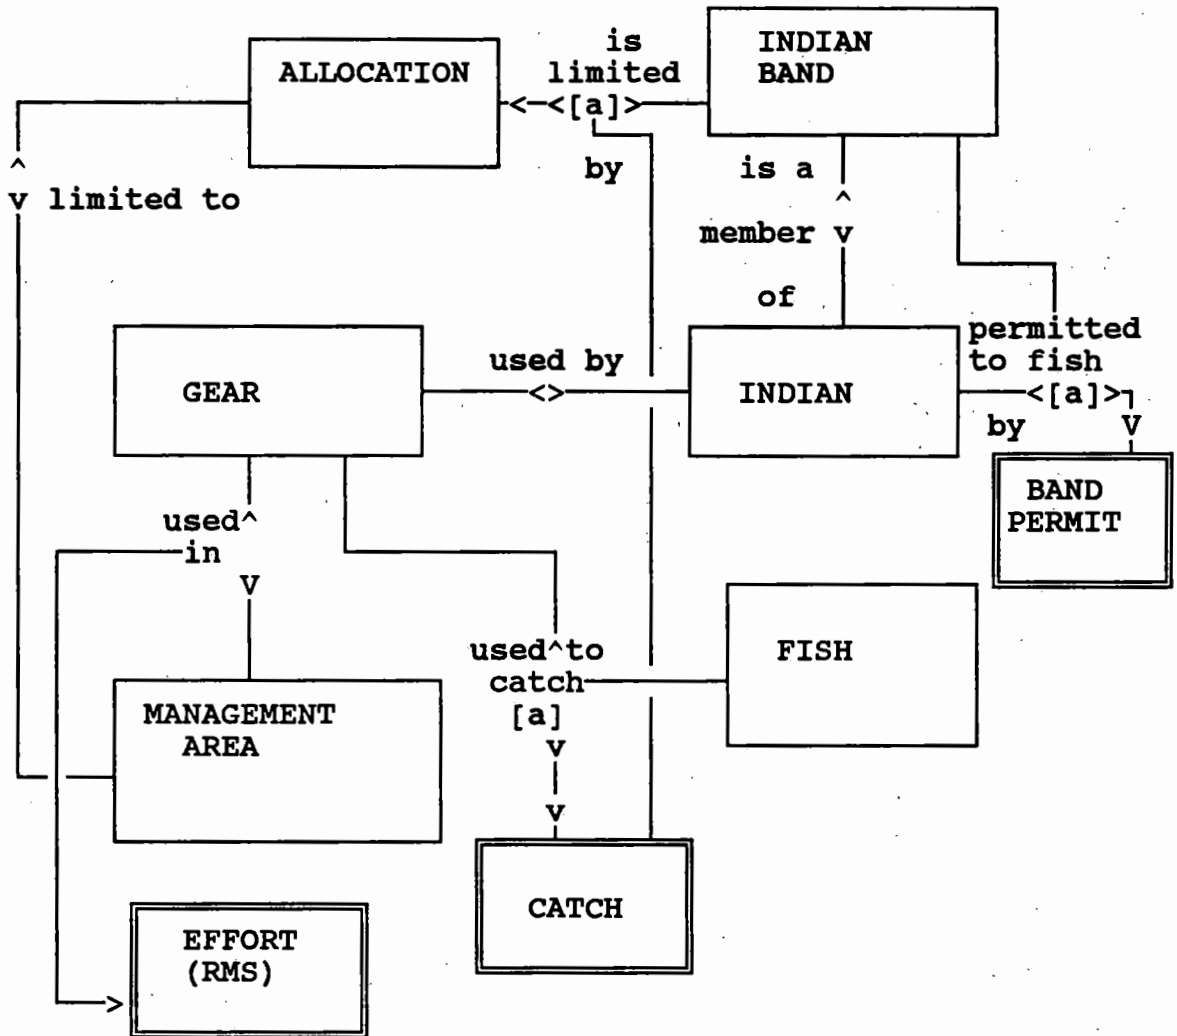 is
limited
ALLOCATION
INDIAN
BAND
<-<[a]>
by
^
v limited to
is a
^
member v
of
GEAR
used by
<>
INDIAN
permitted
to fish
<[a]>
by
V
BAND
PERMIT
used^
in
V
used^to
catch
[a]
v
v
FISH
MANAGEMENT
AREA
CATCH
EFFORT
(RMS)
>